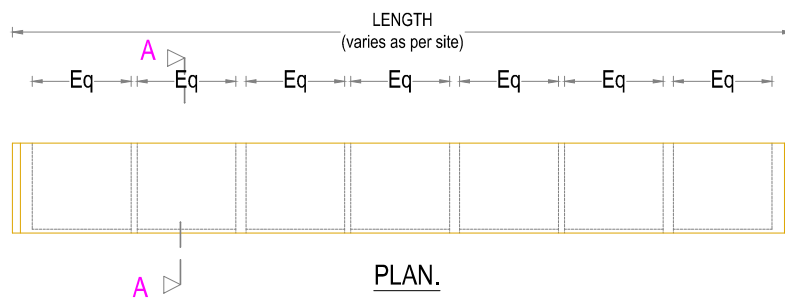 LENGTH
(varies as per site)
A
Eq Eq Eq Eq Eq Eq Eq
A
PLAN.